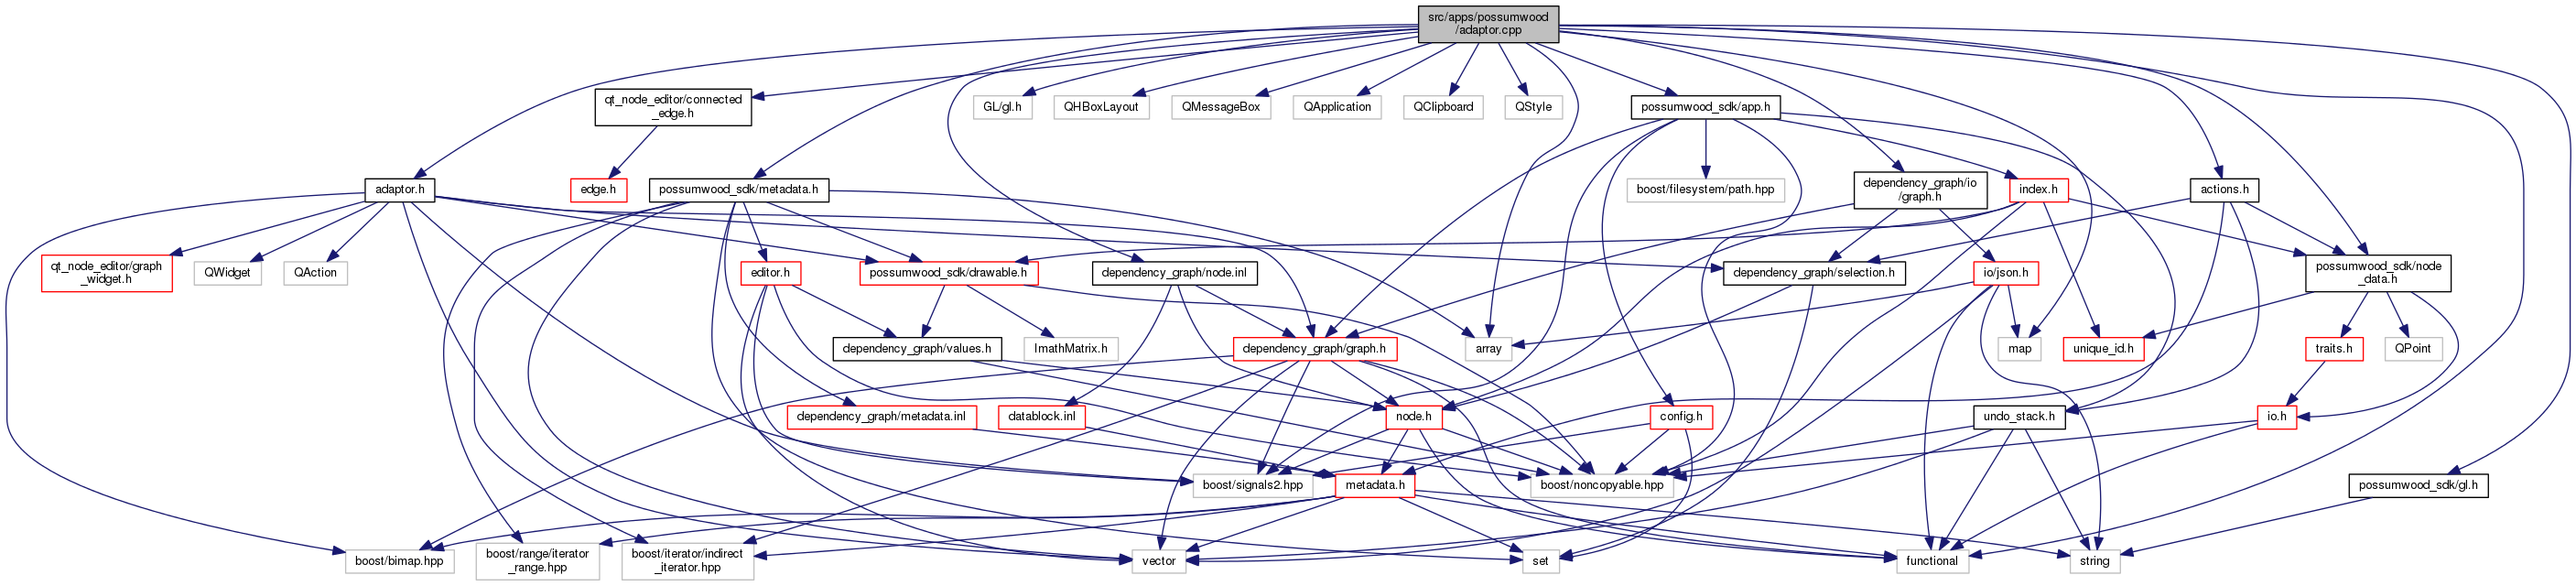 src/apps/possumwood
/adaptor.cpp
qt_node_editor/connected
_edge.h
GL/gl.h
QHBoxLayout
QMessageBox
QApplication
QClipboard
QStyle
possumwood_sdk/app.h
edge.h
adaptor.h
possumwood_sdk/metadata.h
boost/filesystem/path.hpp
dependency_graph/io
/graph.h
index.h
actions.h
qt_node_editor/graph
_widget.h
QWidget
QAction
editor.h
possumwood_sdk/drawable.h
dependency_graph/node.inl
dependency_graph/selection.h
io/json.h
possumwood_sdk/node
_data.h
dependency_graph/values.h
ImathMatrix.h
dependency_graph/graph.h
array
map
unique_id.h
traits.h
QPoint
dependency_graph/metadata.inl
datablock.inl
node.h
config.h
undo_stack.h
io.h
boost/signals2.hpp
metadata.h
boost/noncopyable.hpp
possumwood_sdk/gl.h
boost/bimap.hpp
boost/range/iterator
_range.hpp
boost/iterator/indirect
_iterator.hpp
vector
set
functional
string